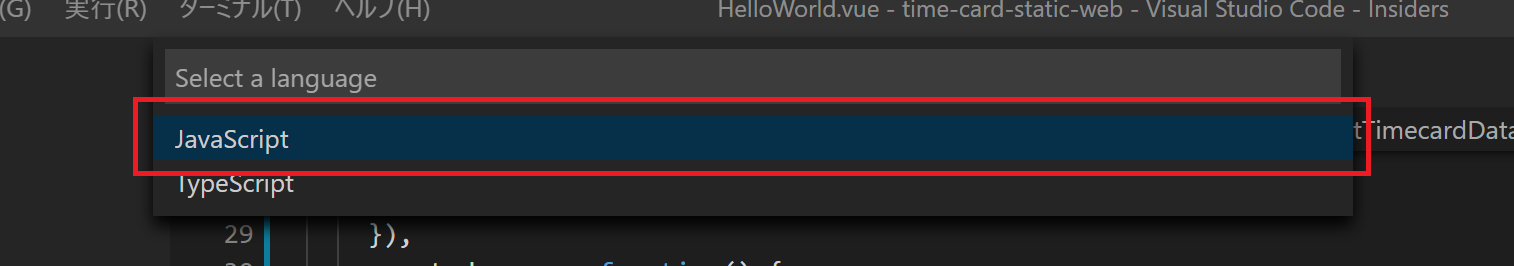 (G) 実行(R) ターミナル(T) ヘルプ(H) HelloWorld.vue - time-card-static-web - Visual Studio Code - Insiders
Select a language
JavaScript
tTimecardData
TypeScript
29 }),